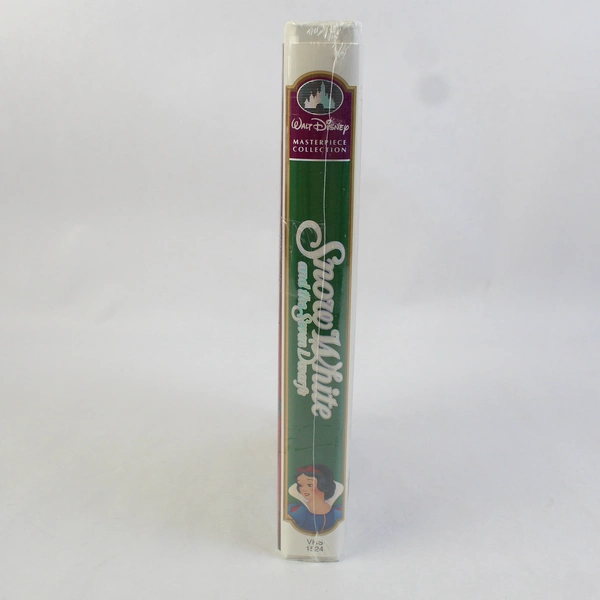 Walt Disney
MASTERPIECE
COLLECTION
Snow White
and the Seven Dwarfs
VHS
1524